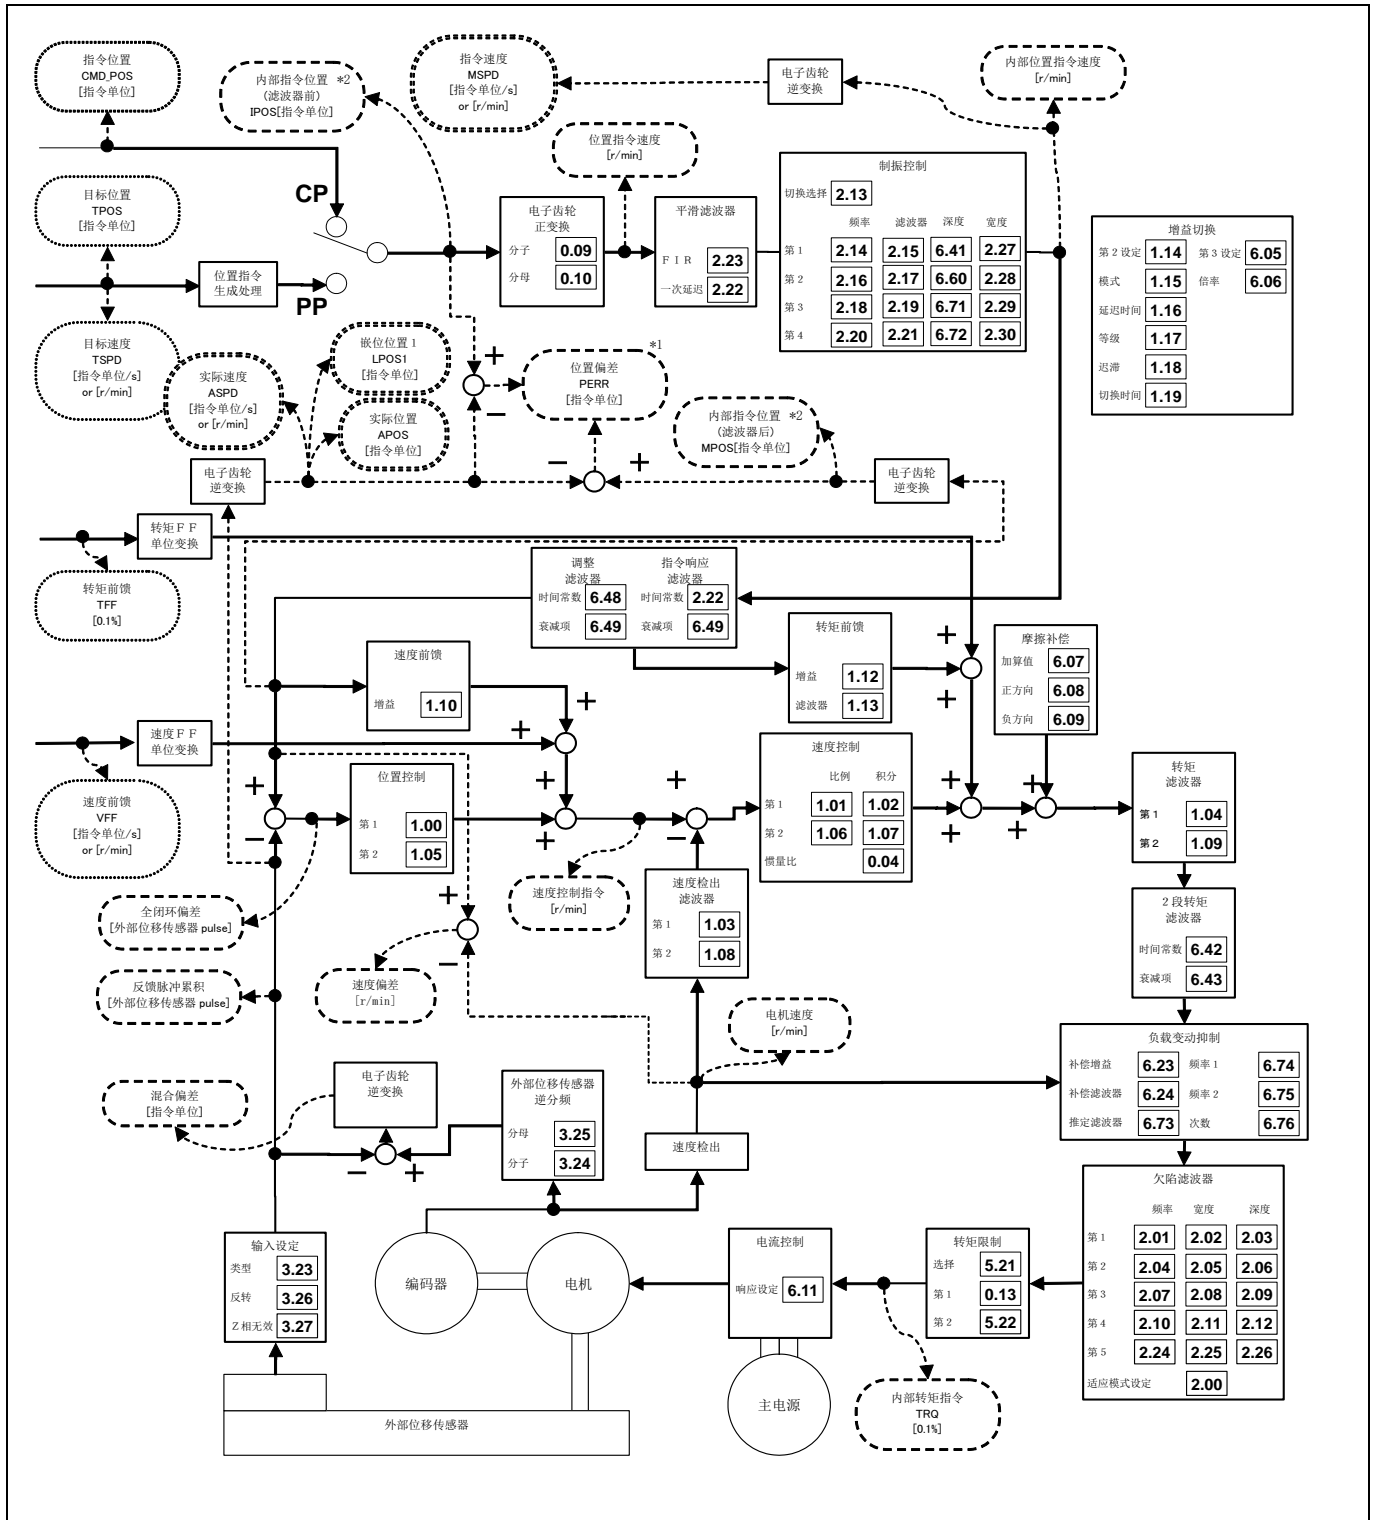 指令位置
CMD_POS
[指令单位]
内部指令位置 *2
(滤波器前)
IPOS[指令单位]
指令速度
MSPD
[指令单位/s]
or [r/min]
电子齿轮
逆变换
内部位置指令速度
[r/min]
位置指令速度
[r/min]
目标位置
TPOS
[指令单位]
CP
PP
位置指令
生成处理
电子齿轮
正变换
分子 0.09
分母 0.10
平滑滤波器
FIR 2.23
一次延迟 2.22
制振控制
切换选择 2.13
频率 滤波器 深度 宽度
第1 2.14 2.15 6.41 2.27
第2 2.16 2.17 6.60 2.28
第3 2.18 2.19 6.71 2.29
第4 2.20 2.21 6.72 2.30
增益切换
第2设定 1.14 第3设定 6.05
模式 1.15 倍率 6.06
延迟时间 1.16
等级 1.17
迟滞 1.18
切换时间 1.19
目标速度
TSPD
[指令单位/s]
or [r/min]
实际速度
ASPD
[指令单位/s]
or [r/min]
嵌位位置1
LPOS1
[指令单位]
实际位置
APOS
[指令单位]
+
−
*1
位置偏差
PERR
[指令单位]
− +
内部指令位置 *2
(滤波器后)
MPOS[指令单位]
电子齿轮
逆变换
电子齿轮
逆变换
转矩FF
单位变换
转矩前馈
TFF
[0.1%]
调整
滤波器
时间常数 6.48
衰减项 6.49
指令响应
滤波器
时间常数 2.22
衰减项 6.49
速度前馈
增益 1.10
转矩前馈
增益 1.12
滤波器 1.13
+
+
摩擦补偿
加算值 6.07
正方向 6.08
负方向 6.09
速度FF
单位变换
速度前馈
VFF
[指令单位/s]
or [r/min]
+
+
+
−
位置控制
第1 1.00
第2 1.05
+
+
+
−
速度控制
比例 积分
第1 1.01 1.02
第2 1.06 1.07
惯量比 0.04
+
+
+
+
转矩
滤波器
第1 1.04
第2 1.09
速度控制指令
[r/min]
速度检出
滤波器
第1 1.03
第2 1.08
2段转矩
滤波器
时间常数 6.42
衰减项 6.43
全闭环偏差
[外部位移传感器 pulse]
反馈脉冲累积
[外部位移传感器 pulse]
+
−
速度偏差
[r/min]
电机速度
[r/min]
负载变动抑制
补偿增益 6.23 频率1 6.74
补偿滤波器 6.24 频率2 6.75
推定滤波器 6.73 次数 6.76
混合偏差
[指令单位]
电子齿轮
逆变换
− +
外部位移传感器
逆分频
分母 3.25
分子 3.24
速度检出
欠陷滤波器
频率 宽度 深度
第1 2.01 2.02 2.03
第2 2.04 2.05 2.06
第3 2.07 2.08 2.09
第4 2.10 2.11 2.12
第5 2.24 2.25 2.26
适应模式设定 2.00
输入设定
类型 3.23
反转 3.26
Z相无效 3.27
编码器
电机
电流控制
响应设定 6.11
转矩限制
选择 5.21
第1 0.13
第2 5.22
主电源
内部转矩指令
TRQ
[0.1%]
外部位移传感器